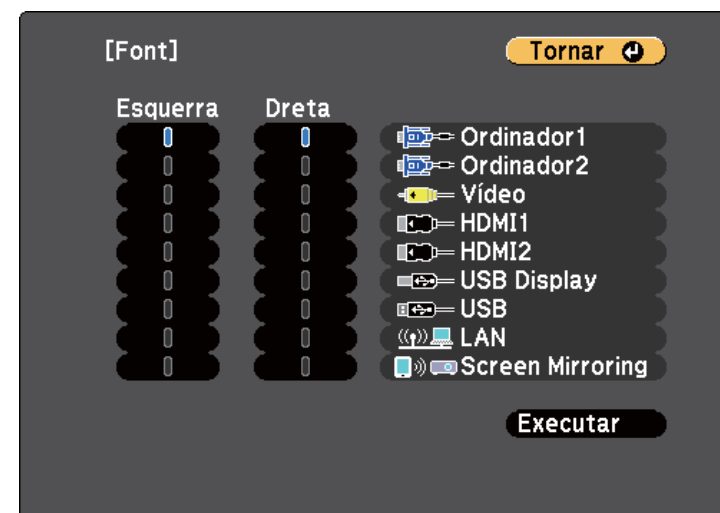 [Font]
Tornar
Esquerra Dreta
Ordinador1
Ordinador2
Vídeo
HDMI1
HDMI2
USB Display
USB
LAN
Screen Mirroring
Executar